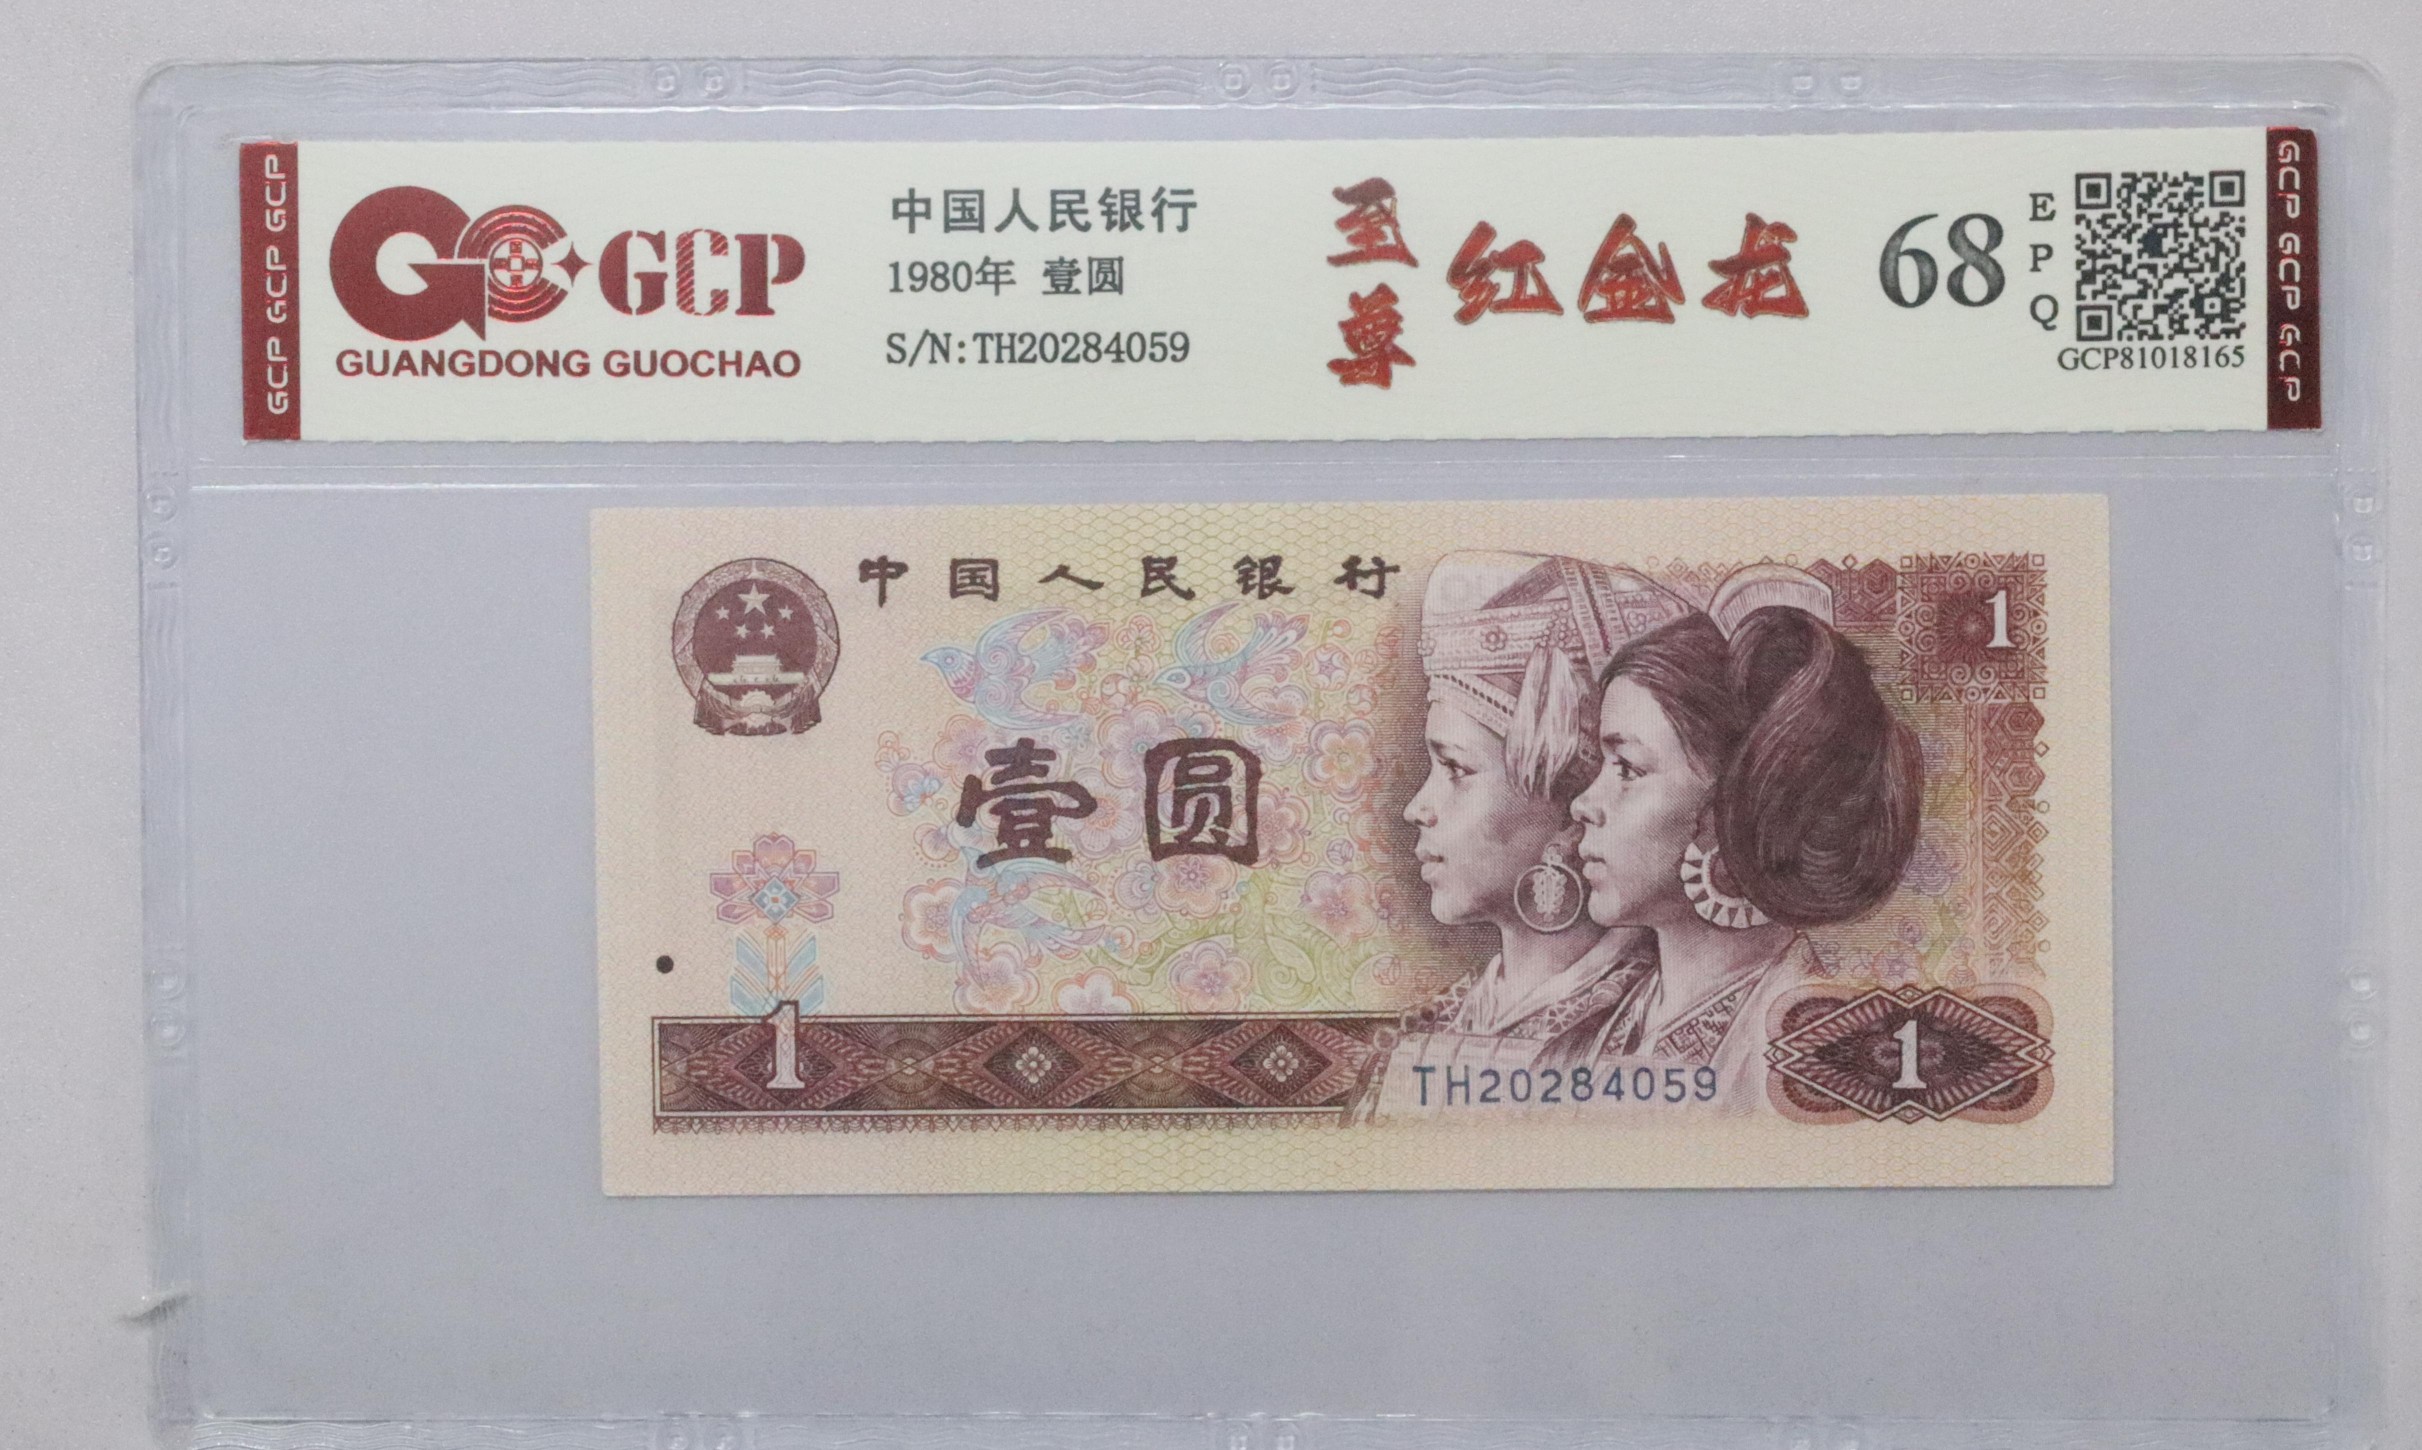 GCP GCP GCP
GCP
GUANGDONG GUOCHAO
中国人民银行
1980年 壹圆
S/N:TH20284059
至尊
红金龙
68
EPQ
GCP81018165
GCP GCP GCP
中国人民银行
1
壹圆
1
TH20284059
1